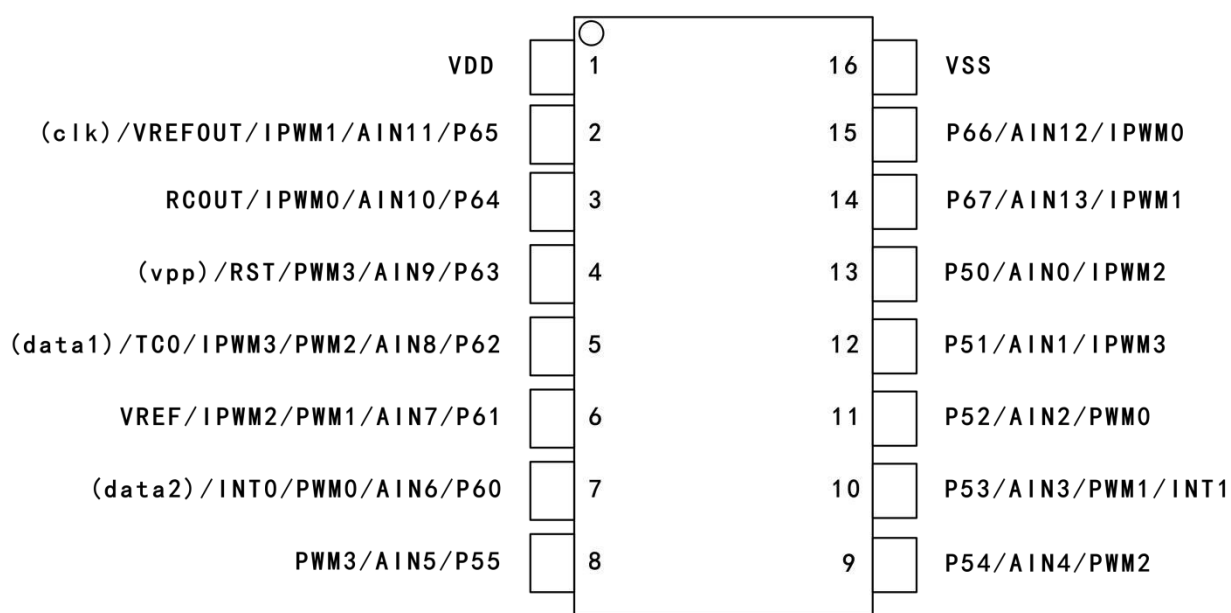 VDD 1 16 VSS
(clk)/VREFOUT/IPWM1/AIN11/P65 2 15 P66/AIN12/IPWM0
RCOUT/IPWM0/AIN10/P64 3 14 P67/AIN13/IPWM1
(vpp)/RST/PWM3/AIN9/P63 4 13 P50/AIN0/IPWM2
(data1)/TC0/IPWM3/PWM2/AIN8/P62 5 12 P51/AIN1/IPWM3
VREF/IPWM2/PWM1/AIN7/P61 6 11 P52/AIN2/PWM0
(data2)/INT0/PWM0/AIN6/P60 7 10 P53/AIN3/PWM1/INT1
PWM3/AIN5/P55 8 9 P54/AIN4/PWM2